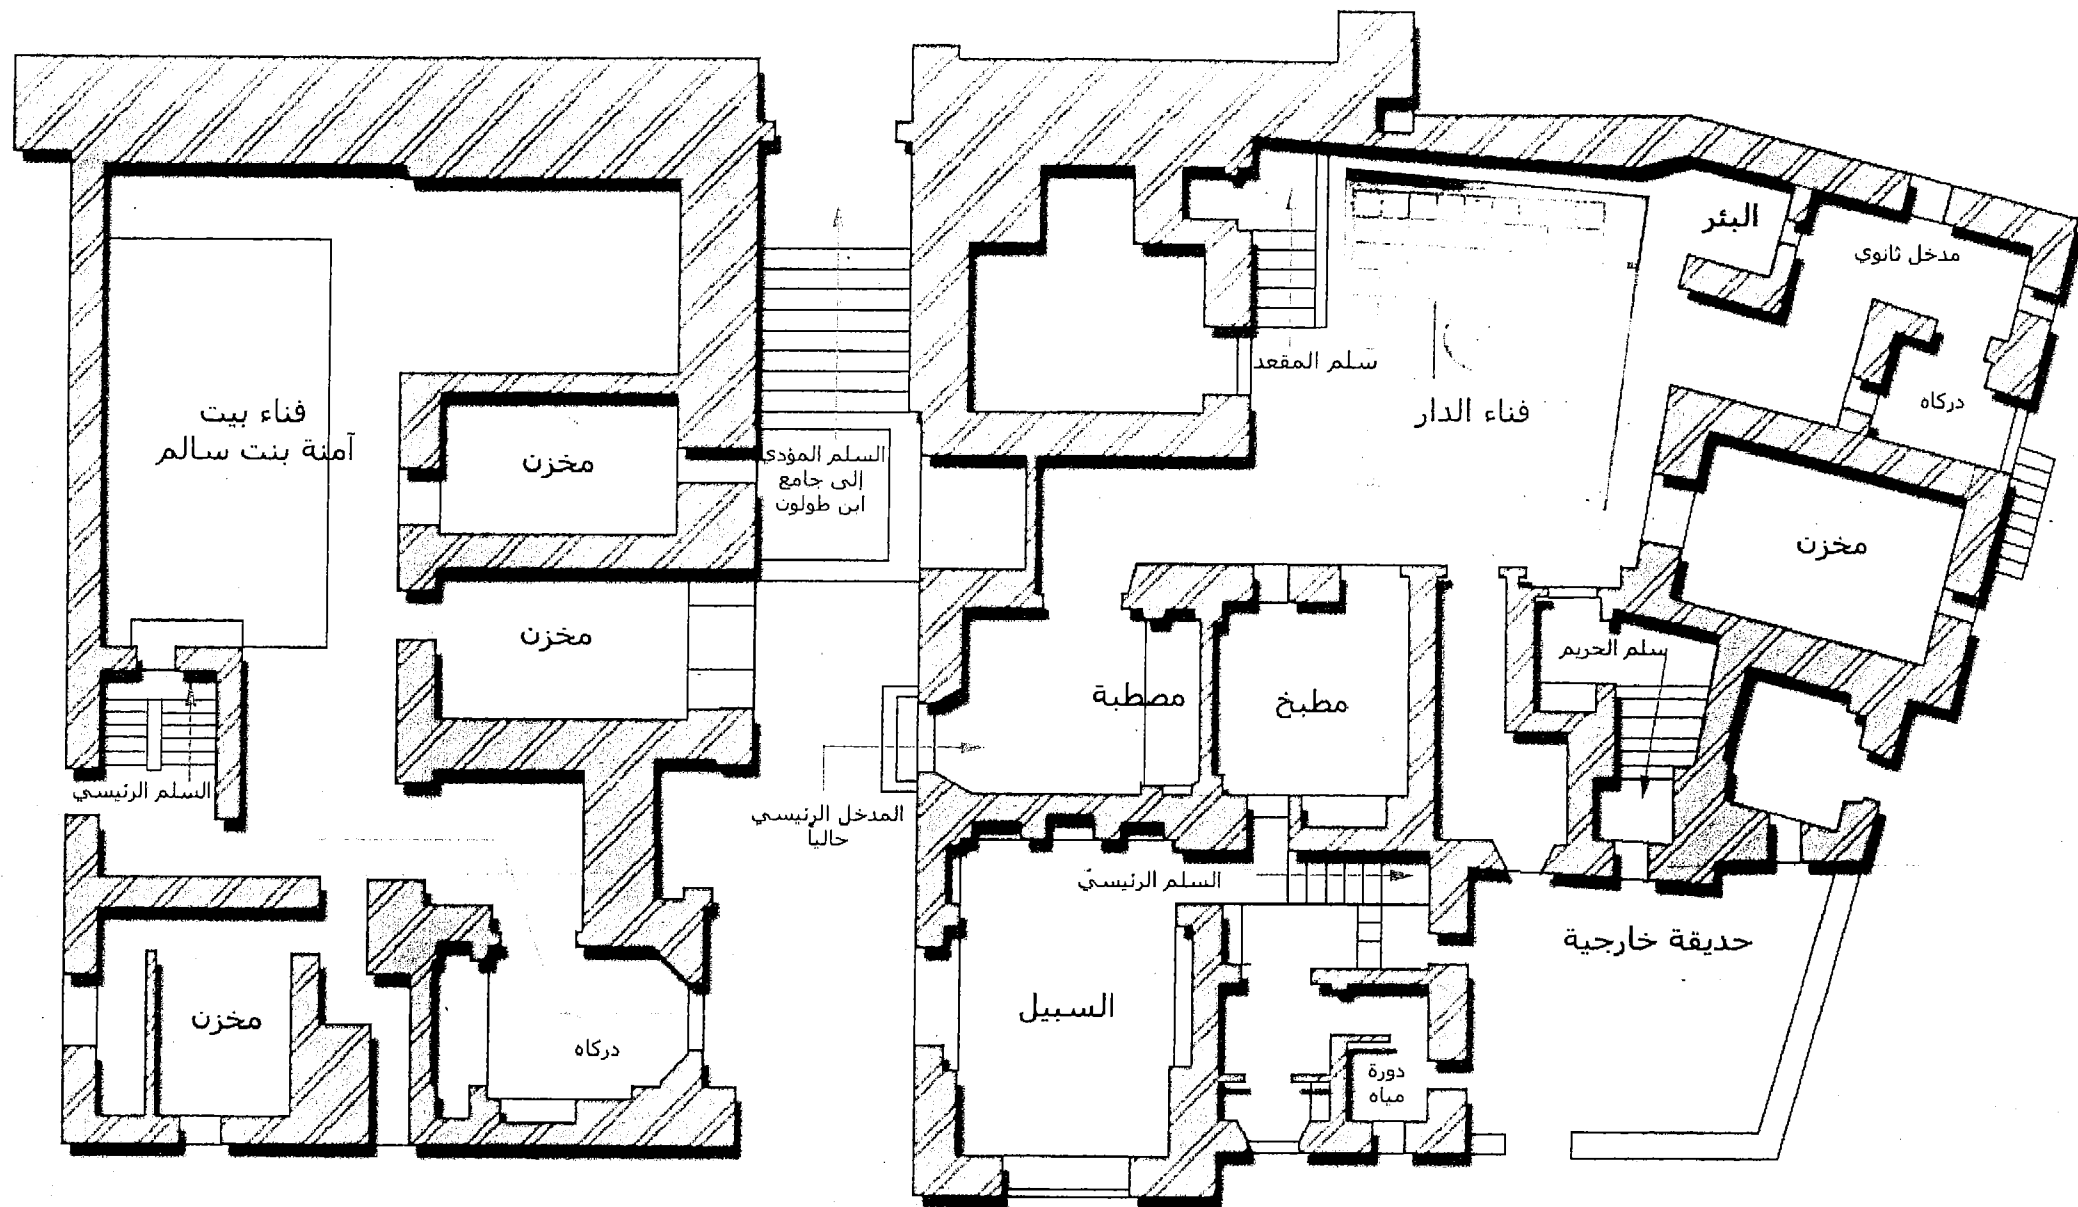 البئر
مدخل ثانوي
دركاه
سلم المقعد
فناء الدار
فناء بيت
آمنة بنت سالم
مخزن
السلم المؤدي
إلى جامع
ابن طولون
مخزن
مخزن
سلم الحريم
مصطبة
مطبخ
السلم الرئيسي
المدخل الرئيسي
حالياً
السلم الرئيسيّ
حديقة خارجية
السبيل
مخزن
دركاه
دورة
مياه